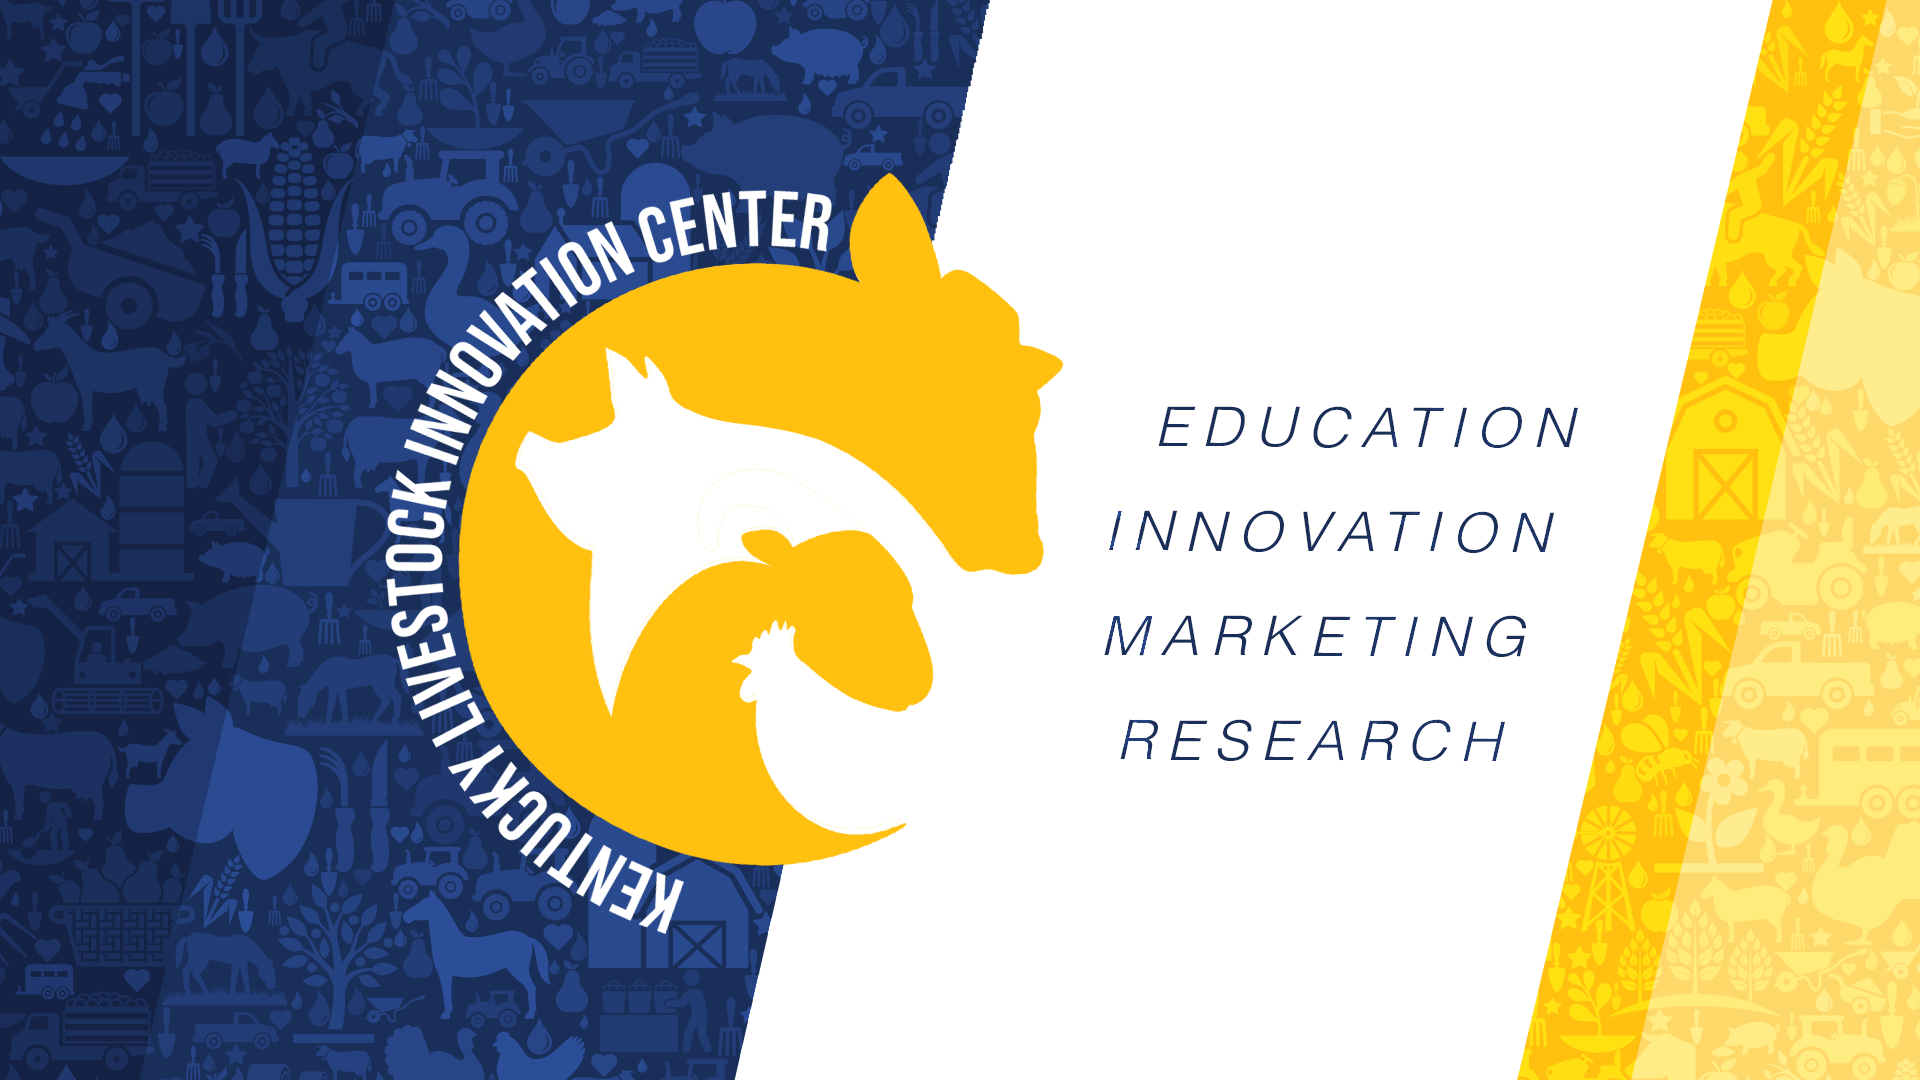 KENTUCKY LIVESTOCK INNOVATION CENTER
EDUCATION
INNOVATION
MARKETING
RESEARCH